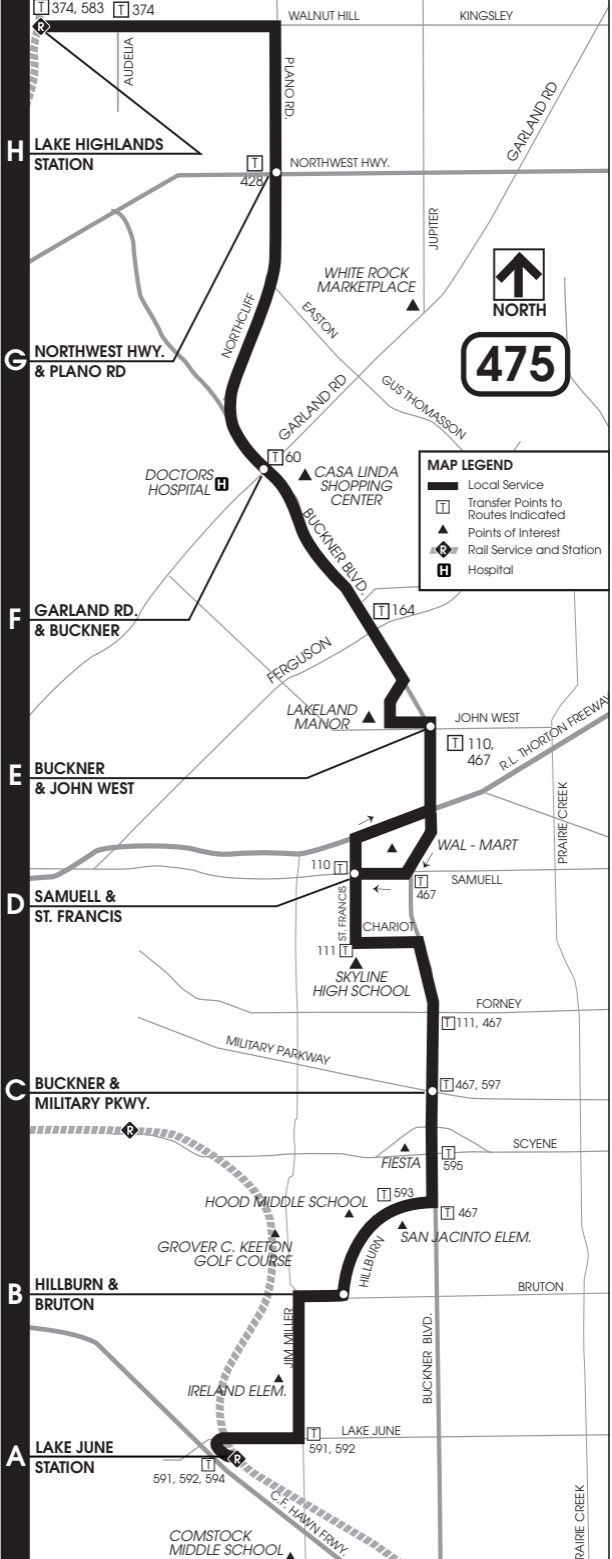 T 374, 583
T 374
WALNUT HILL
KINGSLEY
R
AUDELIA
PLANO RD.
GARLAND RD
H
LAKE HIGHLANDS
STATION
T
428
NORTHWEST HWY.
JUPITER
WHITE ROCK
MARKETPLACE
NORTH
NORTHCLIFF
EASTON
G
NORTHWEST HWY.
& PLANO RD
475
GARLAND RD
GUS THOMASSON
T 60
DOCTORS
HOSPITAL H
CASA LINDA
SHOPPING
CENTER
MAP LEGEND
Local Service
T Transfer Points to
Routes Indicated
Points of Interest
R Rail Service and Station
H Hospital
BUCKNER BLVD.
F
GARLAND RD.
& BUCKNER
T 164
FERGUSON
LAKELAND
MANOR
JOHN WEST
T 110,
467
R.L. THORTON FREEWAY
E
BUCKNER
& JOHN WEST
PRAIRIE CREEK
WAL - MART
110 T
T
467
SAMUELL
D
SAMUELL &
ST. FRANCIS
ST. FRANCIS
CHARIOT
111 T
SKYLINE
HIGH SCHOOL
FORNEY
T 111, 467
MILITARY PARKWAY
C
BUCKNER &
MILITARY PKWY.
T 467, 597
R
SCYENE
FIESTA
T
595
T 593
HOOD MIDDLE SCHOOL
T 467
SAN JACINTO ELEM.
GROVER C. KEETON
GOLF COURSE
HILLBURN
B
HILLBURN &
BRUTON
BRUTON
JIM MILLER
BUCKNER BLVD.
IRELAND ELEM.
T
591, 592
LAKE JUNE
A
LAKE JUNE
STATION
T
591, 592, 594
R
C.F. HAWN FRWY.
RAIRIE CREEK
COMSTOCK
MIDDLE SCHOOL